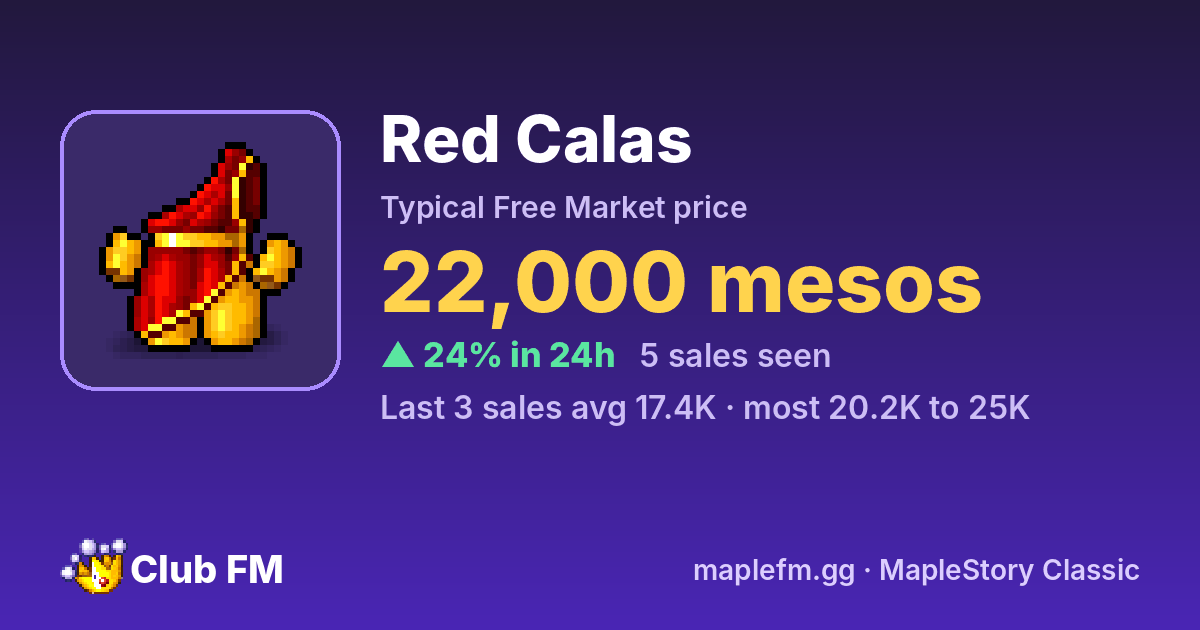 Red Calas
Typical Free Market price
22,000 mesos
▲ 24% in 24h 5 sales seen
Last 3 sales avg 17.4K · most 20.2K to 25K
Club FM
maplefm.gg · MapleStory Classic